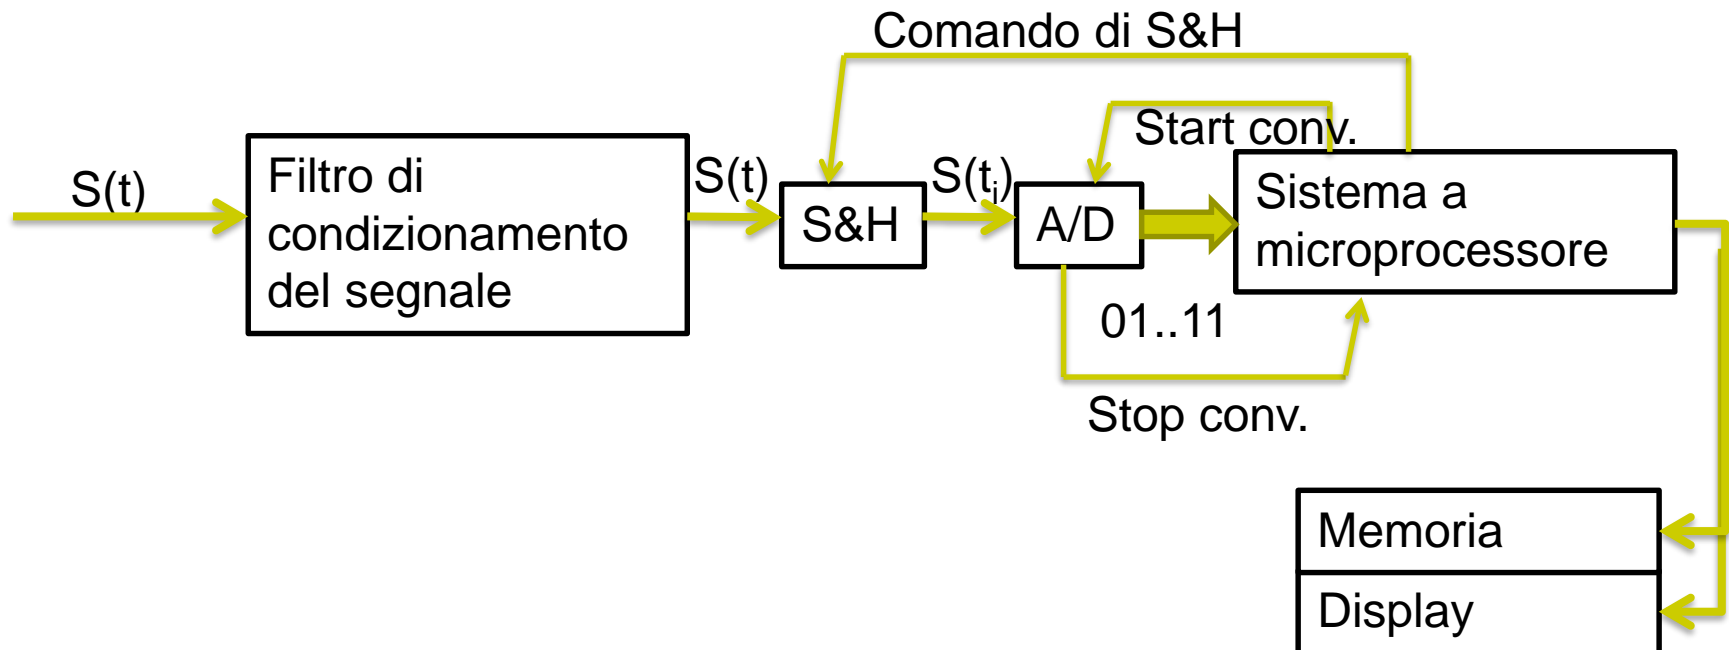 Comando di S&H
Start conv.
S(t)
Filtro di
condizionamento
del segnale
S(t)
S&H
S(ti)
A/D
Sistema a
microprocessore
01..11
Stop conv.
Memoria
Display